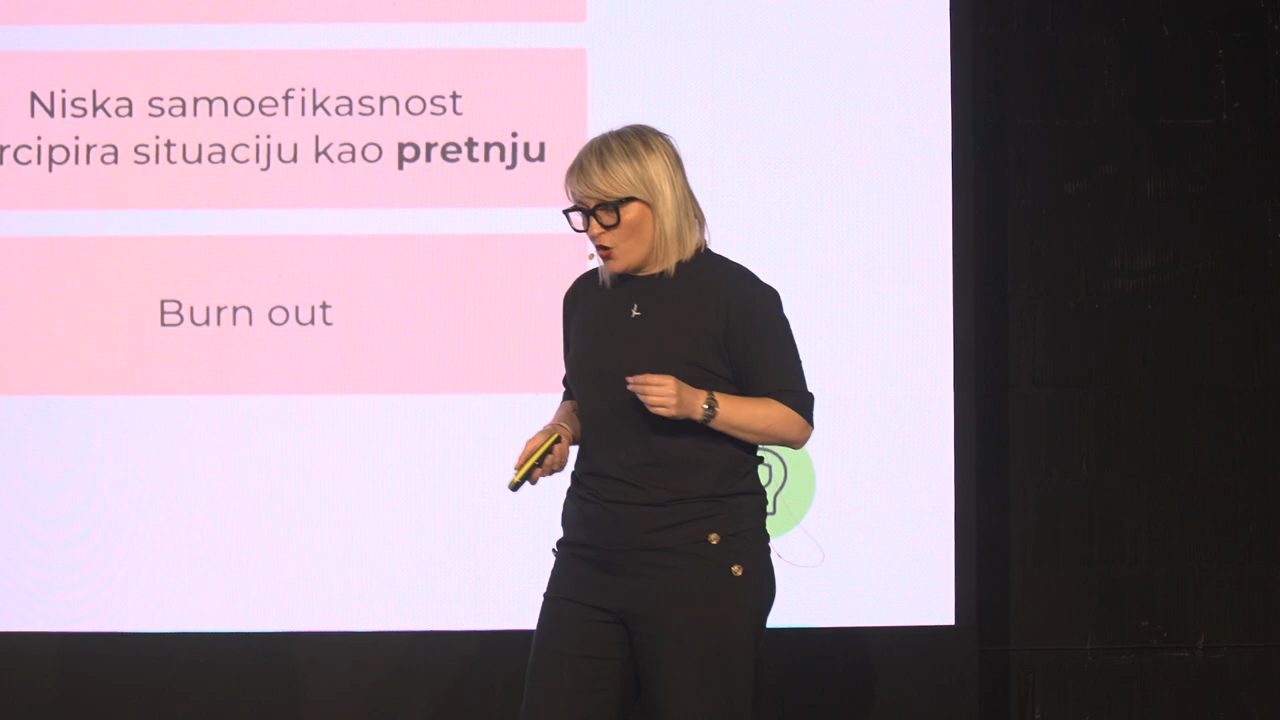 Niska samoefikasnost
rcipira situaciju kao pretnju
Burn out